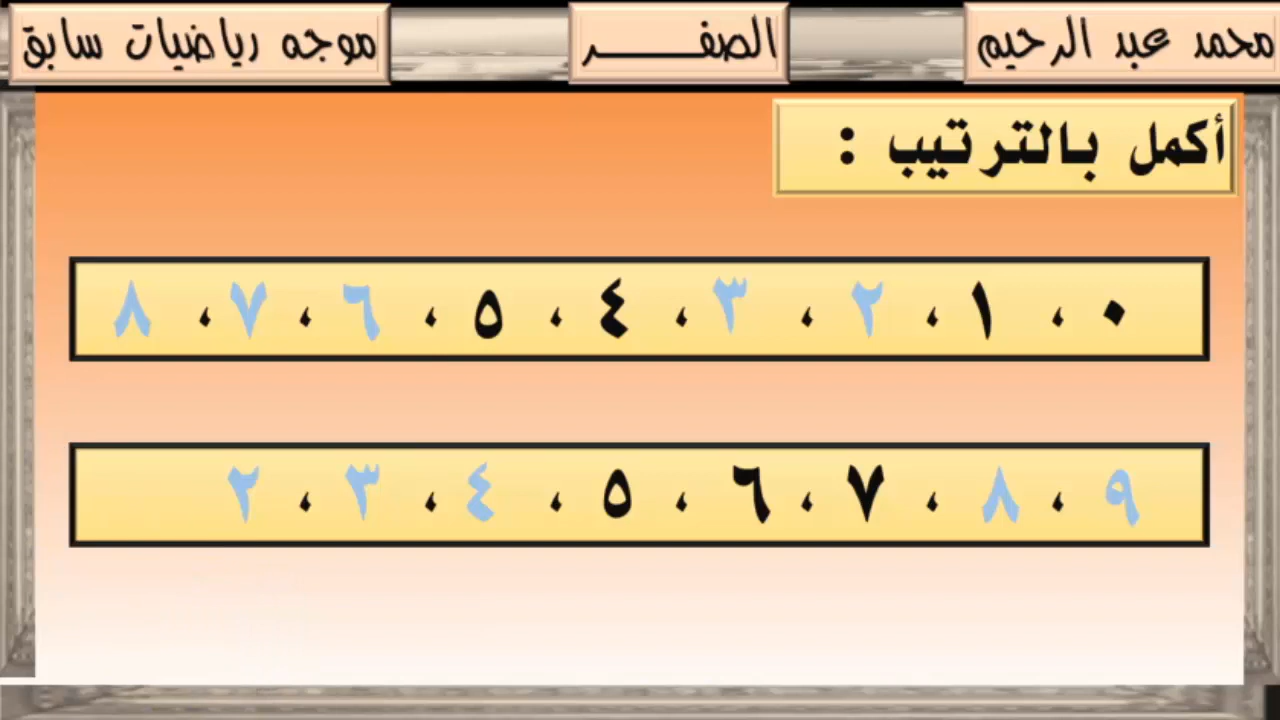 محمد عبد الرحيم الصفـــــر موجه رياضيات سابق
أكمل بالترتيب :
٠ ، ١ ، ٢ ، ٣ ، ٤ ، ٥ ، ٦ ، ٧ ، ٨
٩ ، ٨ ، ٧ ، ٦ ، ٥ ، ٤ ، ٣ ، ٢